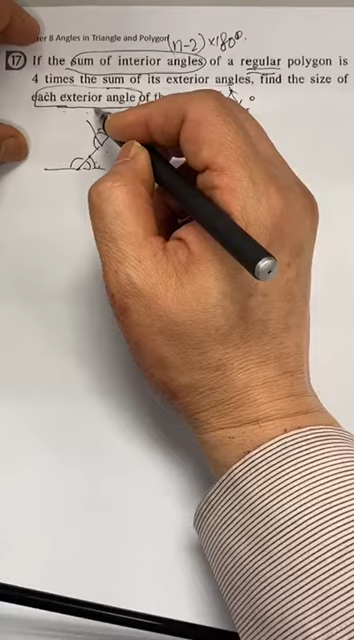 er 8 Angles in Triangle and Polygon
(n-2)×180°
17 If the sum of interior angles of a regular polygon is
4 times the sum of its exterior angles, find the size of
each exterior angle of